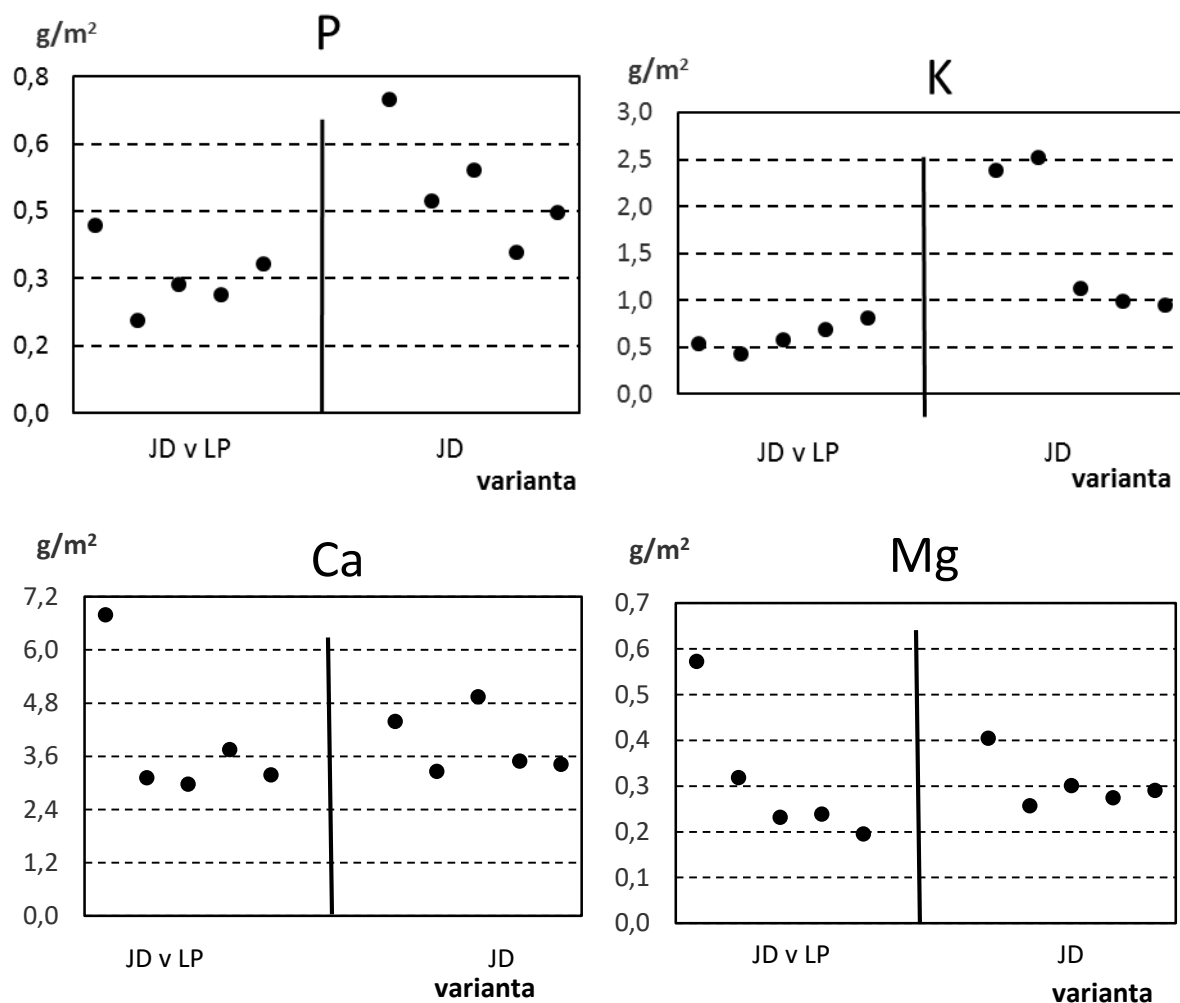 P
g/m²
0,8
0,6
0,5
0,3
0,2
0,0
JD v LP JD
varianta
K
g/m²
3,0
2,5
2,0
1,5
1,0
0,5
0,0
JD v LP JD
varianta
Ca
g/m²
7,2
6,0
4,8
3,6
2,4
1,2
0,0
JD v LP JD
varianta
Mg
g/m²
0,7
0,6
0,5
0,4
0,3
0,2
0,1
0,0
JD v LP JD
varianta